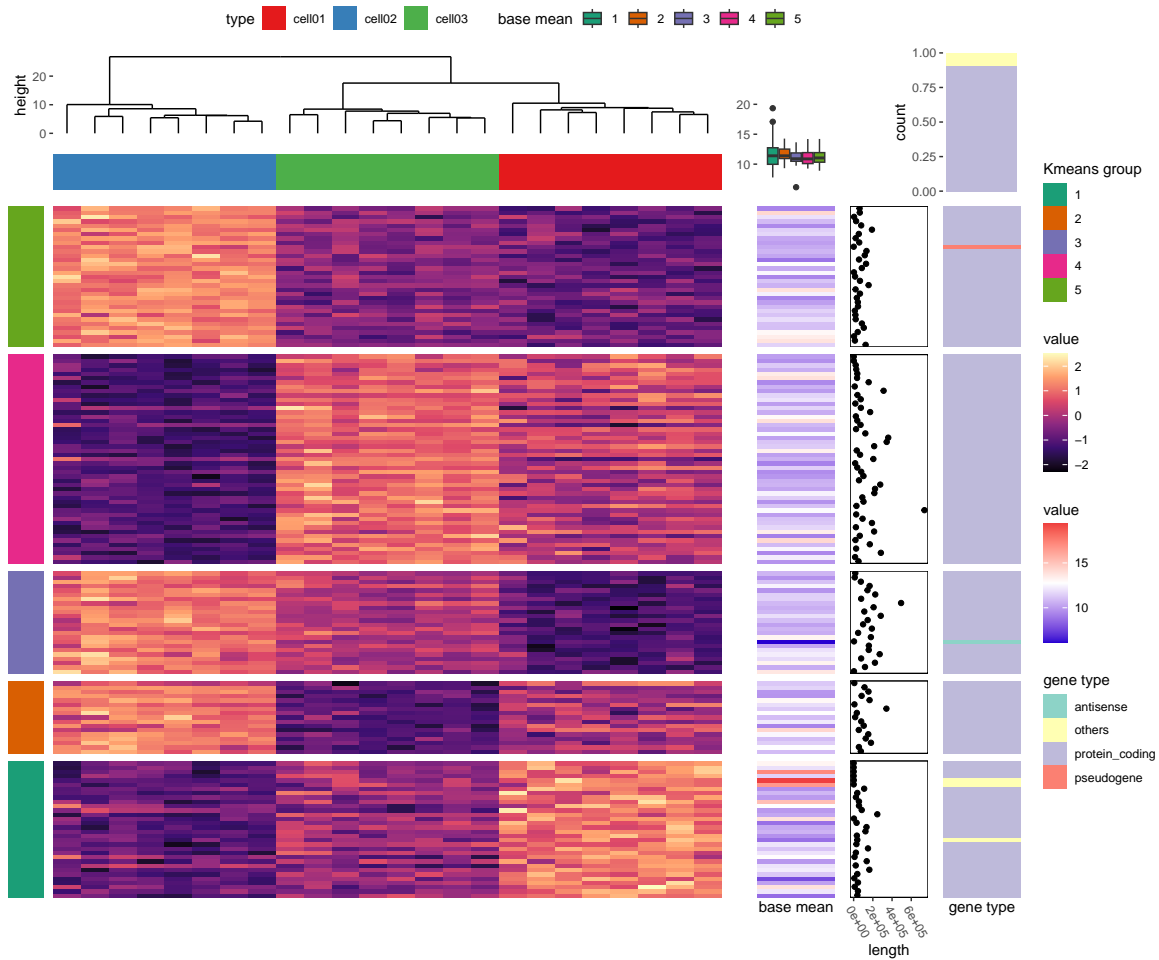 type cell01 cell02 cell03 base mean 1 2 3 4 5
height
20
10
0
20
15
10
count
1.00
0.75
0.50
0.25
0.00
Kmeans group
1
2
3
4
5
value
2
1
0
−1
−2
value
15
10
gene type
antisense
others
protein_coding
pseudogene
base mean
0e+00
2e+05
4e+05
6e+05
length
gene type